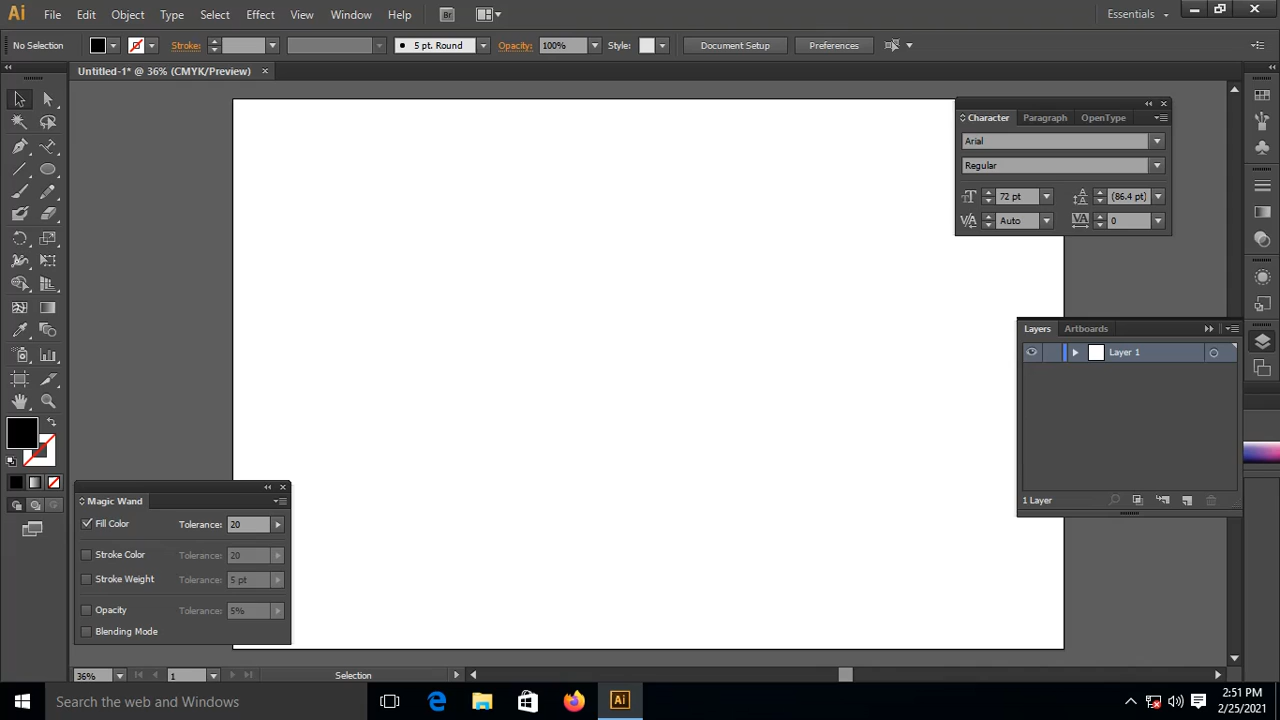 Ai File Edit Object Type Select Effect View Window Help Br Essentials
No Selection Stroke: 5 pt. Round Opacity: 100% Style: Document Setup Preferences
Untitled-1* @ 36% (CMYK/Preview)
Character Paragraph OpenType
Arial
Regular
72 pt (86.4 pt)
Auto 0
Layers Artboards
Layer 1
1 Layer
Magic Wand
Fill Color Tolerance: 20
Stroke Color Tolerance: 20
Stroke Weight Tolerance: 5 pt
Opacity Tolerance: 5%
Blending Mode
36% 1 Selection
Search the web and Windows Ai
2:51 PM
2/25/2021